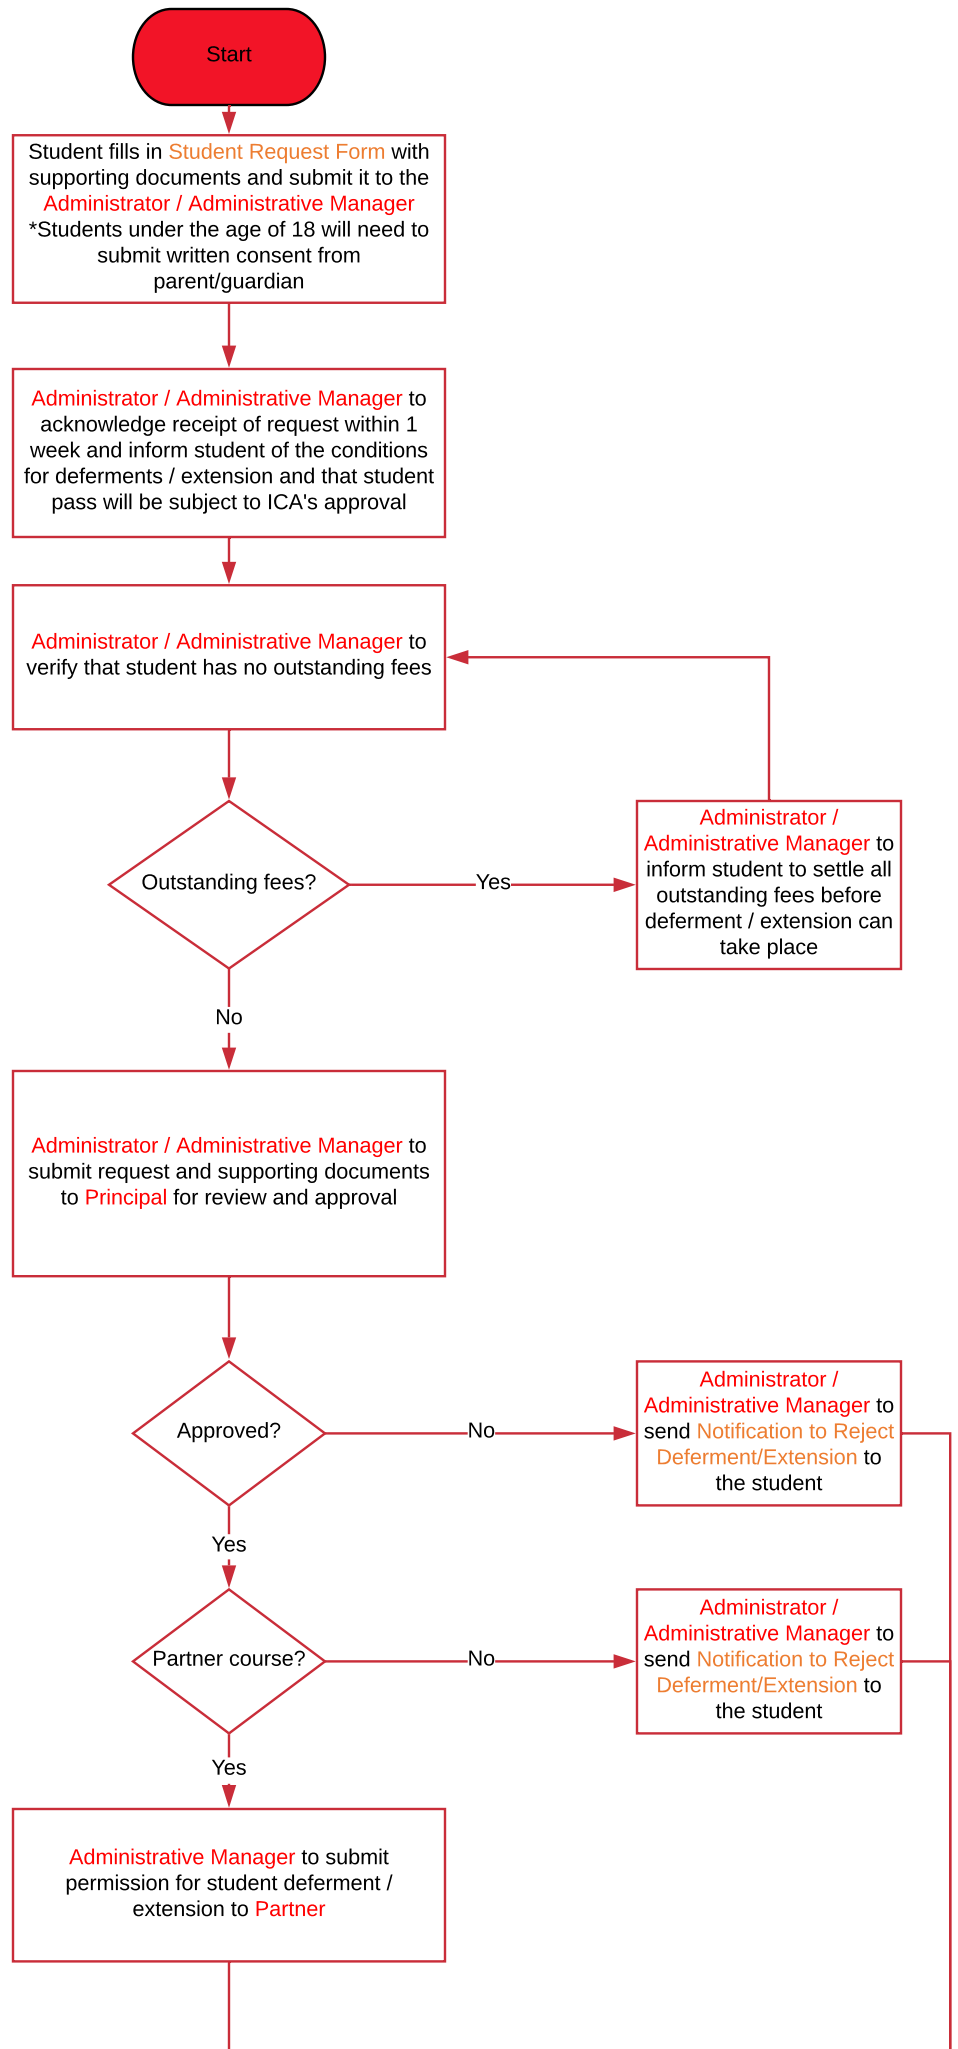 Start
Student fills in Student Request Form with
supporting documents and submit it to the
Administrator / Administrative Manager
*Students under the age of 18 will need to
submit written consent from
parent/guardian
Administrator / Administrative Manager to
acknowledge receipt of request within 1
week and inform student of the conditions
for deferments / extension and that student
pass will be subject to ICA's approval
Administrator / Administrative Manager to
verify that student has no outstanding fees
Outstanding fees?
Yes
Administrator /
Administrative Manager to
inform student to settle all
outstanding fees before
deferment / extension can
take place
No
Administrator / Administrative Manager to
submit request and supporting documents
to Principal for review and approval
Approved?
No
Administrator /
Administrative Manager to
send Notification to Reject
Deferment/Extension to
the student
Yes
Partner course?
No
Administrator /
Administrative Manager to
send Notification to Reject
Deferment/Extension to
the student
Yes
Administrative Manager to submit
permission for student deferment /
extension to Partner